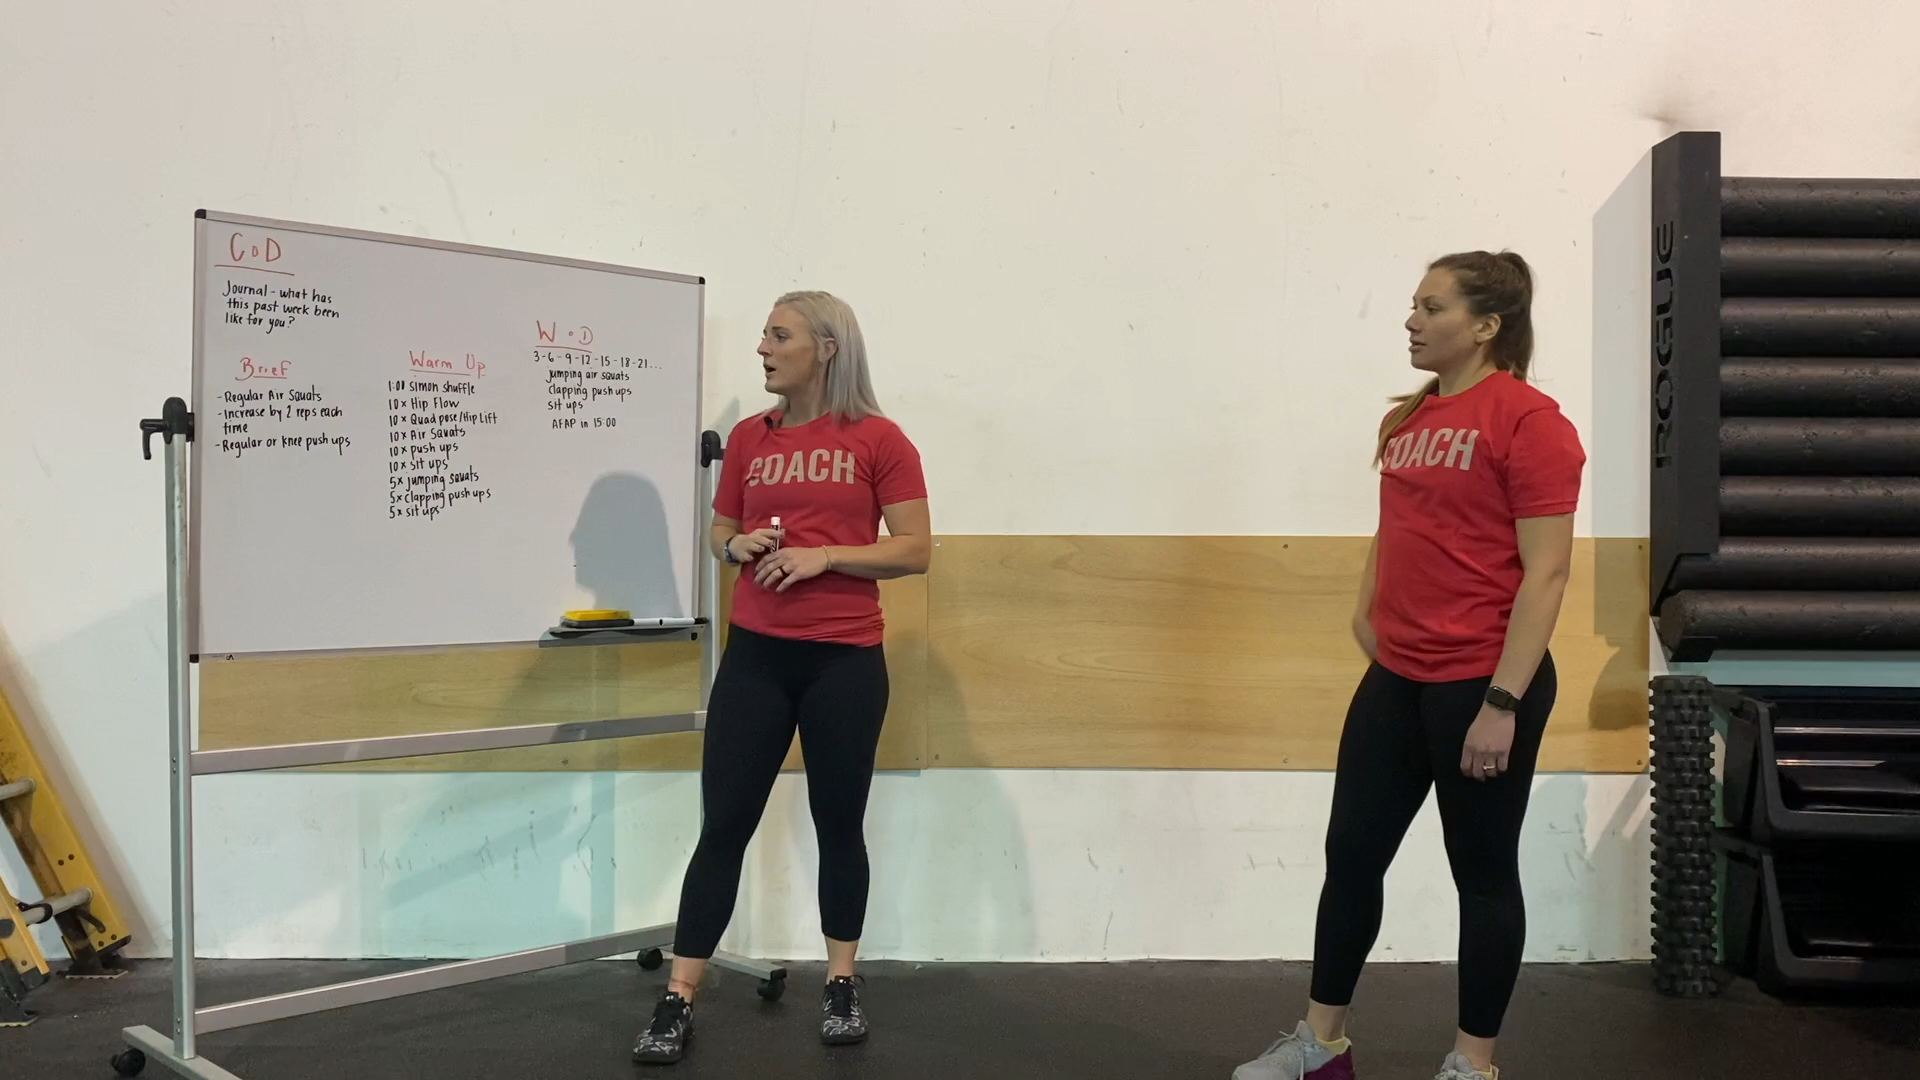 CoD
Journal - what has
this past week been
like for you?
Brief
- Regular Air Squats
- Increase by 2 reps each
time
- Regular or knee push ups
Warm Up
1:00 Simon shuffle
10x Hip Flow
10x Quad pose/Hip Lift
10x Air Squats
10x push ups
10x sit ups
5x jumping squats
5x clapping push ups
5x sit ups
WoD
3-6-9-12-15-18-21...
jumping air squats
clapping push ups
sit ups
AFAP in 15:00
COACH
COACH
ROGUE